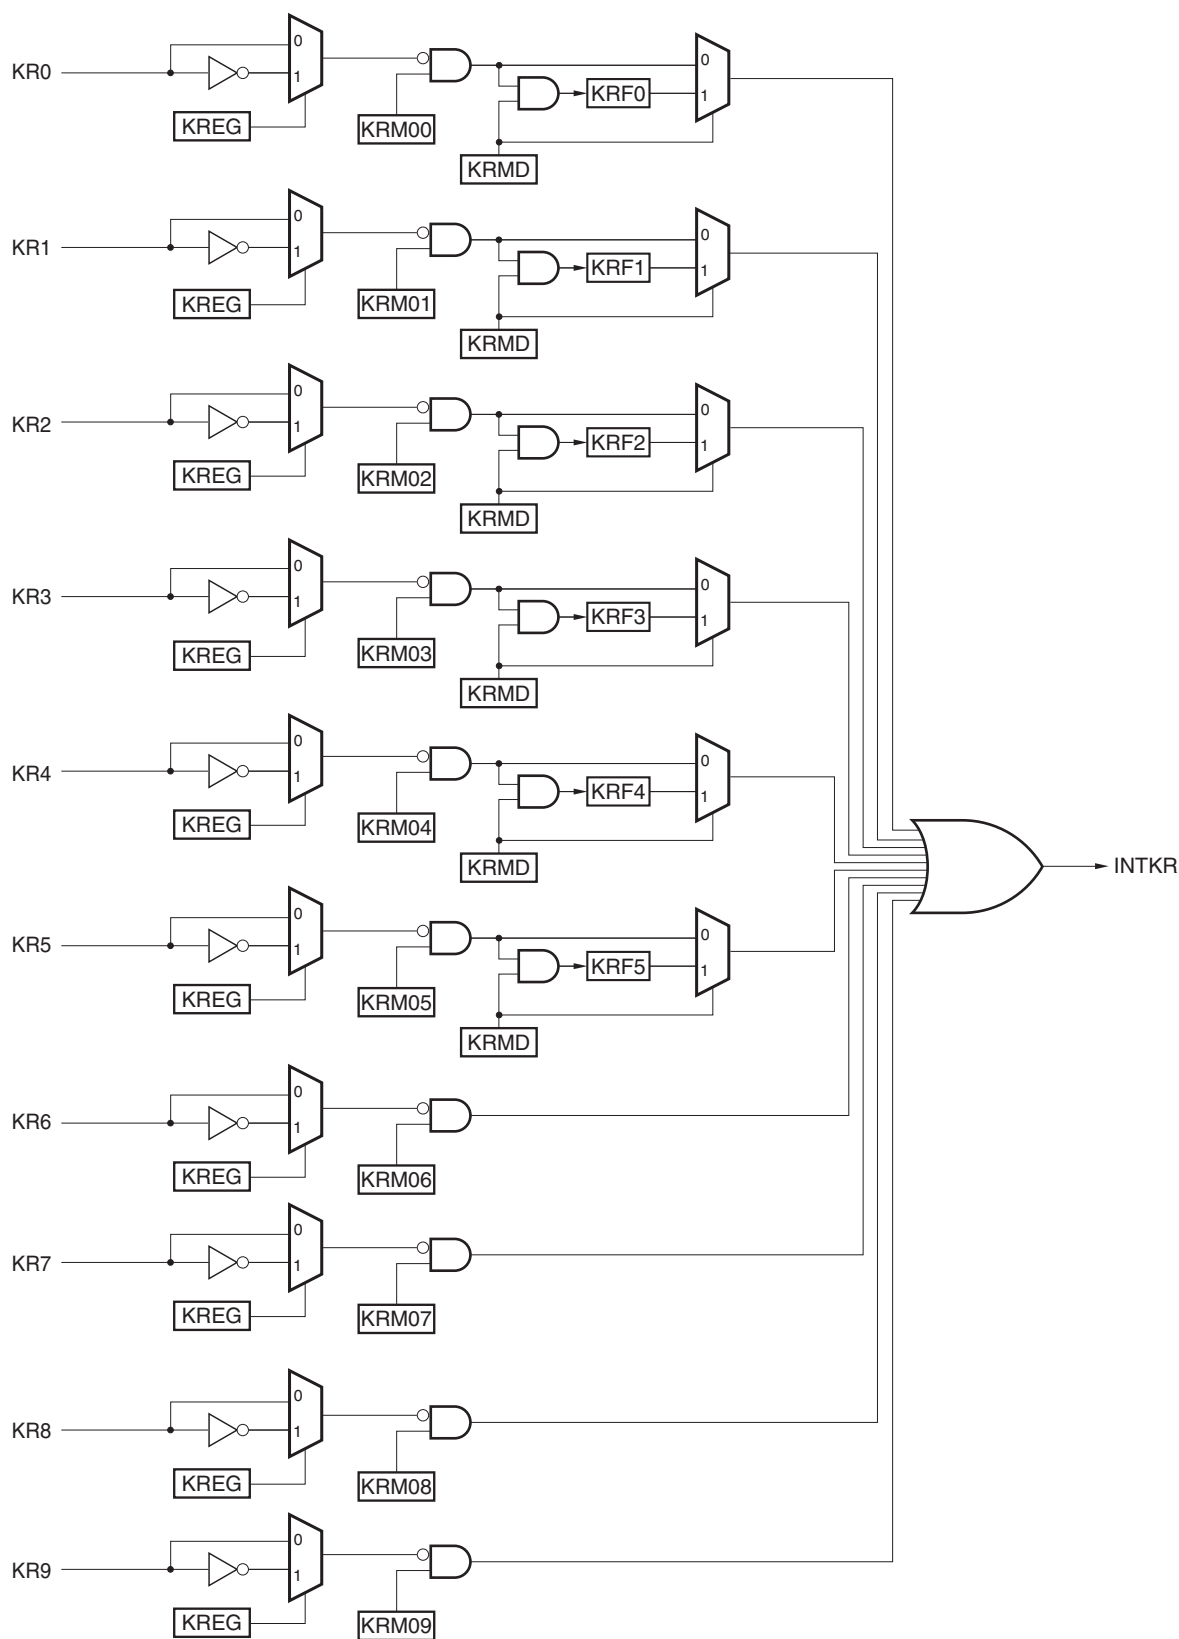 KR0
0
1
KREG
KRM00
KRF0
0
1
KRMD
KR1
0
1
KREG
KRM01
KRF1
0
1
KRMD
KR2
0
1
KREG
KRM02
KRF2
0
1
KRMD
KR3
0
1
KREG
KRM03
KRF3
0
1
KRMD
KR4
0
1
KREG
KRM04
KRF4
0
1
KRMD
INTKR
KR5
0
1
KREG
KRM05
KRF5
0
1
KRMD
KR6
0
1
KREG
KRM06
KR7
0
1
KREG
KRM07
KR8
0
1
KREG
KRM08
KR9
0
1
KREG
KRM09